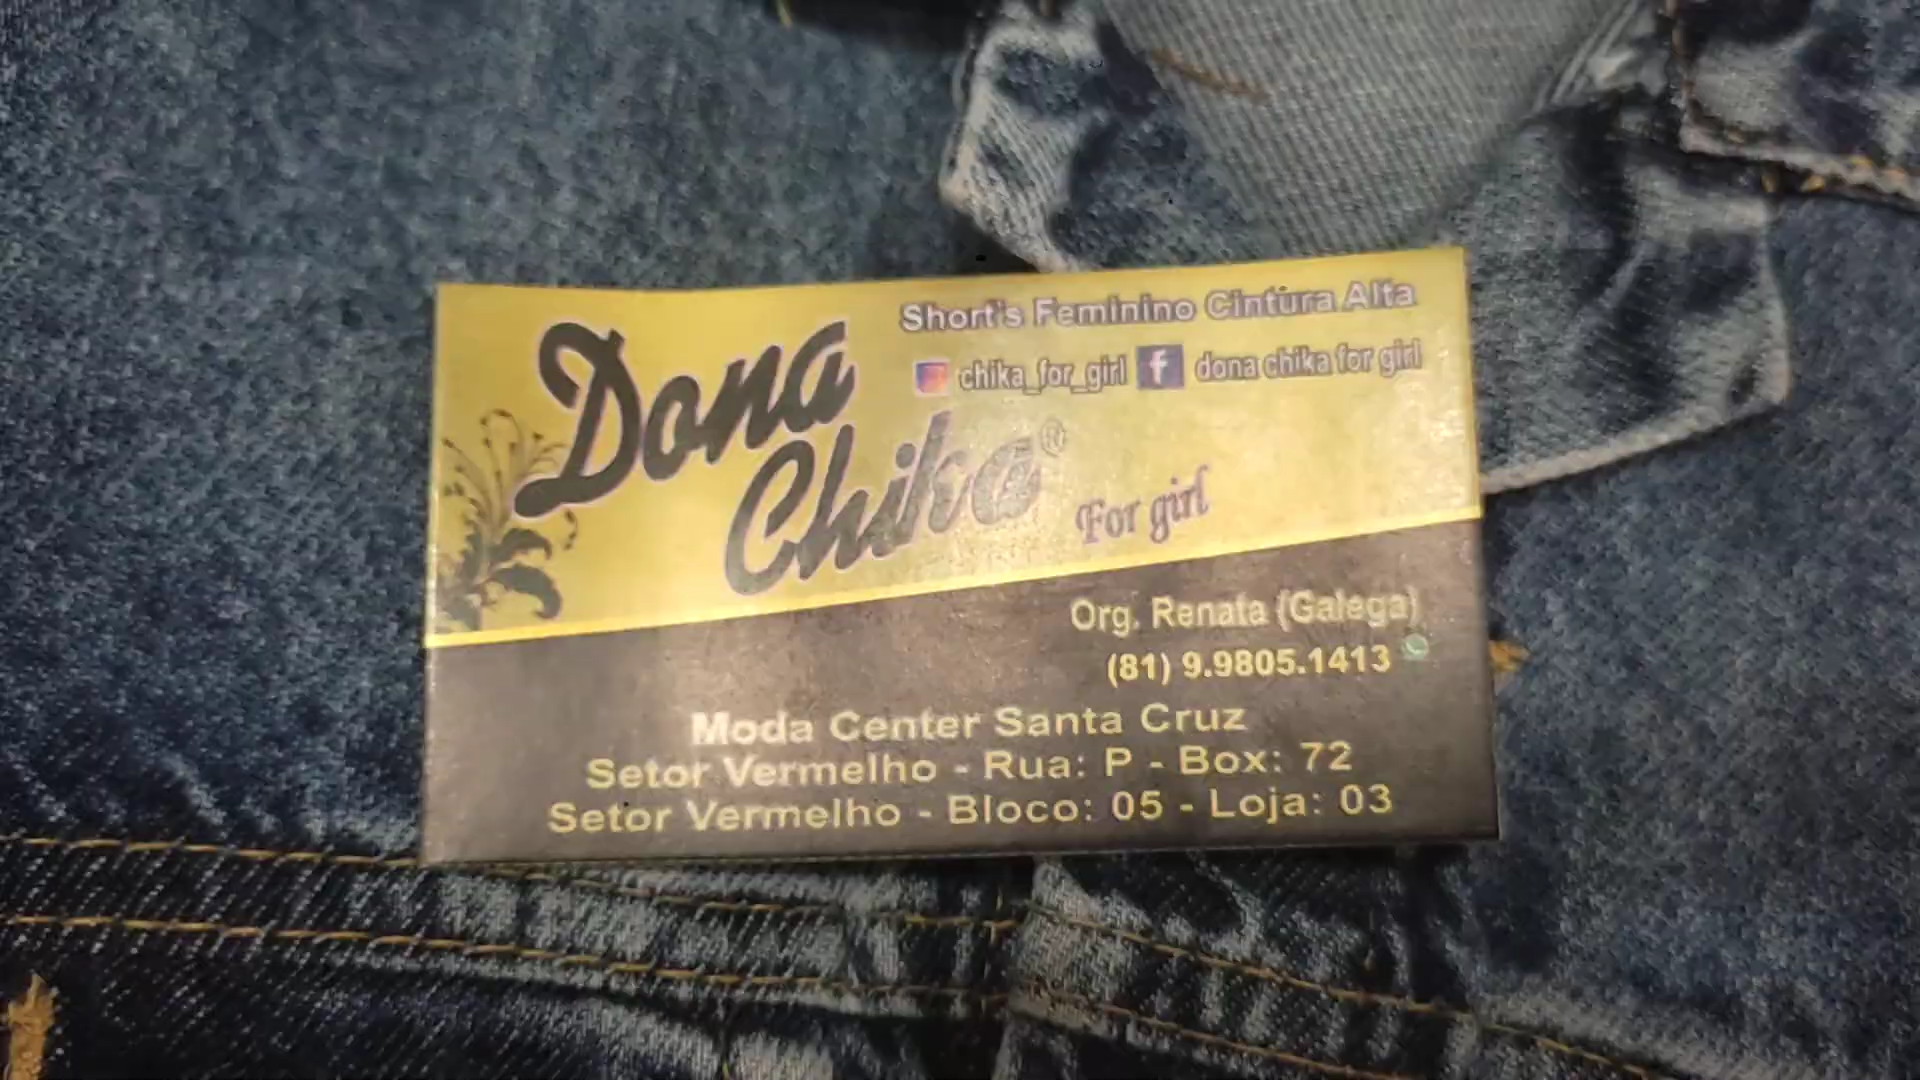 Short's Feminino Cintura Alta
chika_for_girl f dona chika for girl
Dona
Chika®
For girl
Org. Renata (Galega)
(81) 9.9805.1413
Moda Center Santa Cruz
Setor Vermelho - Rua: P - Box: 72
Setor Vermelho - Bloco: 05 - Loja: 03